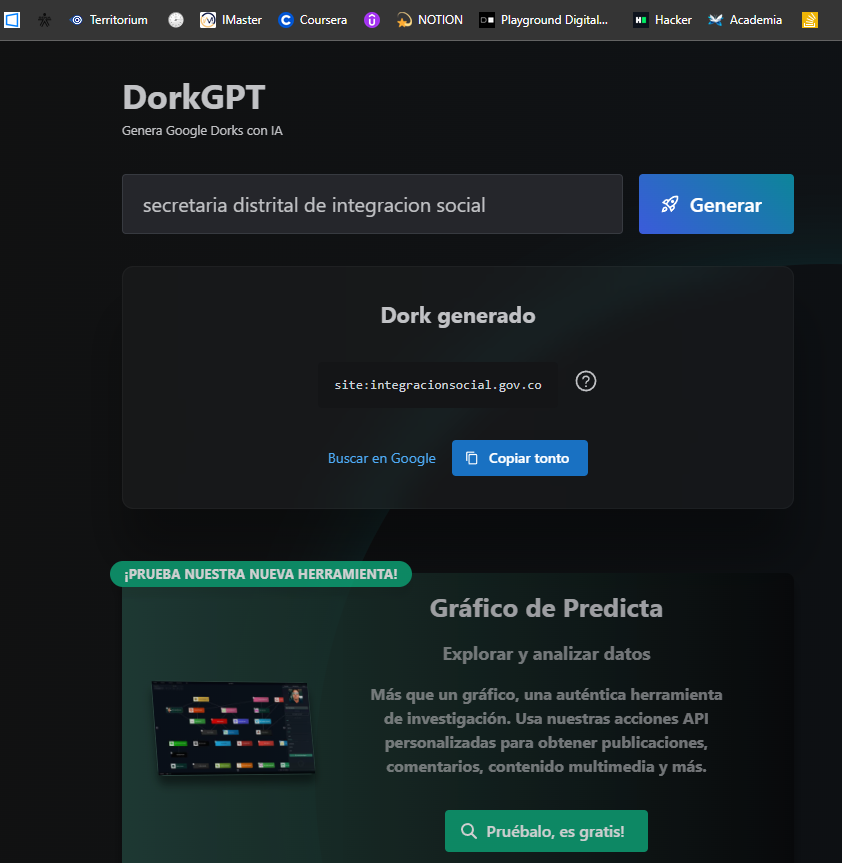 Territorium IMaster Coursera NOTION Playground Digital... Hacker Academia
DorkGPT
Genera Google Dorks con IA
secretaria distrital de integracion social
Generar
Dork generado
site:integracionsocial.gov.co
Buscar en Google
Copiar tonto
¡PRUEBA NUESTRA NUEVA HERRAMIENTA!
Gráfico de Predicta
Explorar y analizar datos
Más que un gráfico, una auténtica herramienta
de investigación. Usa nuestras acciones API
personalizadas para obtener publicaciones,
comentarios, contenido multimedia y más.
Pruébalo, es gratis!